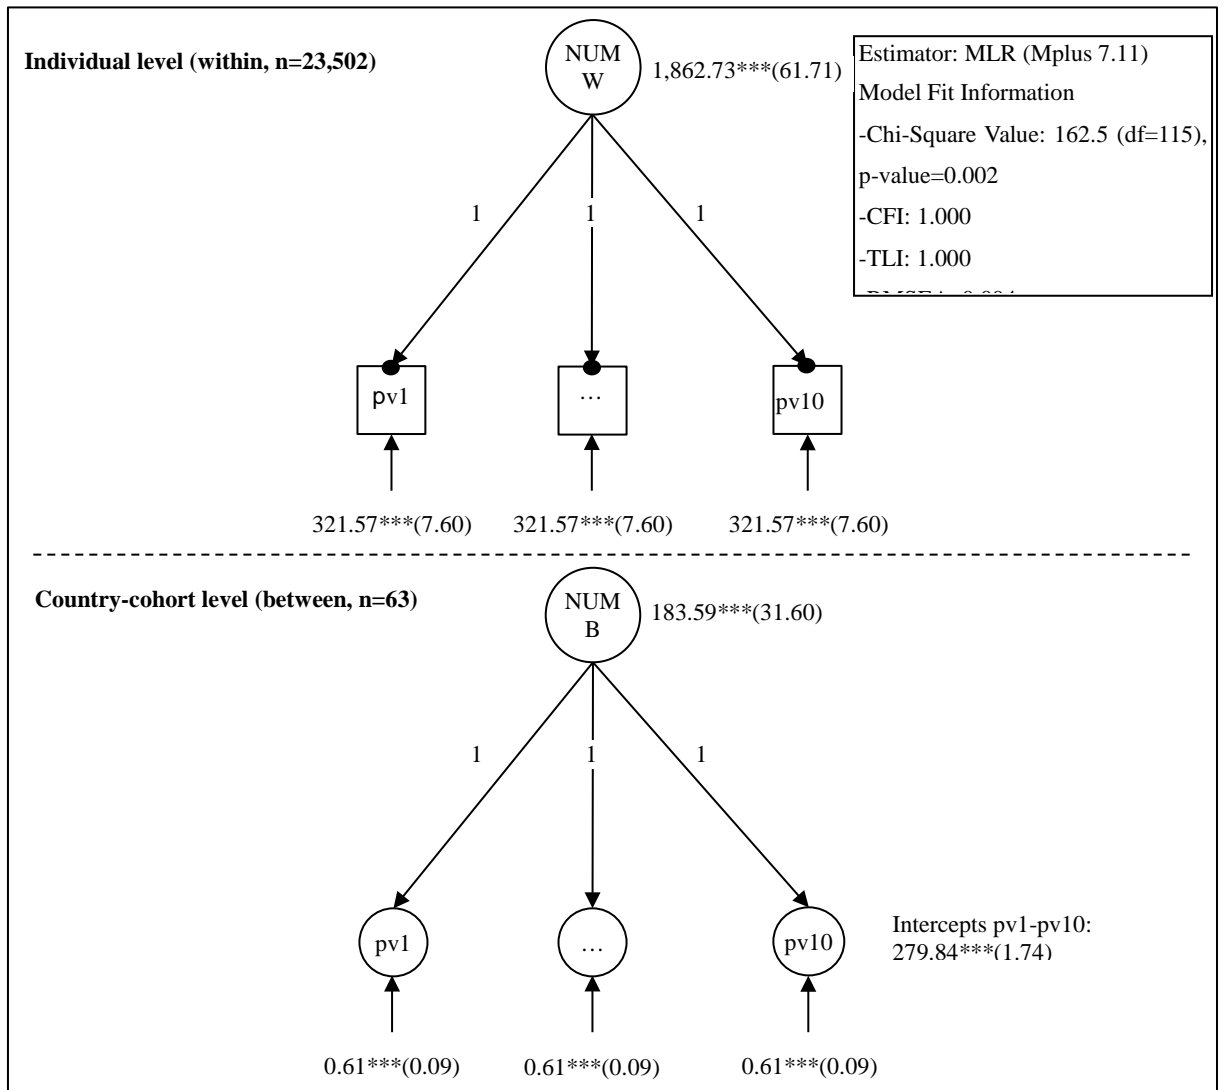 Individual level (within, n=23,502)
NUM
W
1,862.73***(61.71)
Estimator: MLR (Mplus 7.11)
Model Fit Information
-Chi-Square Value: 162.5 (df=115),
p-value=0.002
-CFI: 1.000
-TLI: 1.000
1
1
1
pv1
…
pv10
321.57***(7.60)
321.57***(7.60)
321.57***(7.60)
Country-cohort level (between, n=63)
NUM
B
183.59***(31.60)
1
1
1
pv1
…
pv10
Intercepts pv1-pv10:
279.84***(1.74)
0.61***(0.09)
0.61***(0.09)
0.61***(0.09)